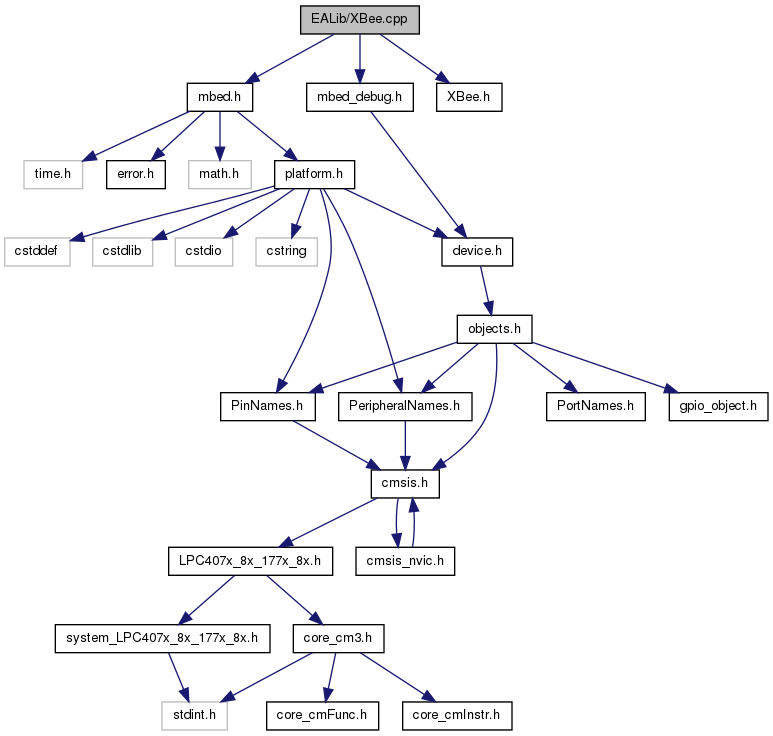 EALib/XBee.cpp
mbed.h
mbed_debug.h
XBee.h
time.h
error.h
math.h
platform.h
cstddef
cstdlib
cstdio
cstring
device.h
objects.h
PinNames.h
PeripheralNames.h
PortNames.h
gpio_object.h
cmsis.h
LPC407x_8x_177x_8x.h
cmsis_nvic.h
system_LPC407x_8x_177x_8x.h
core_cm3.h
stdint.h
core_cmFunc.h
core_cmInstr.h